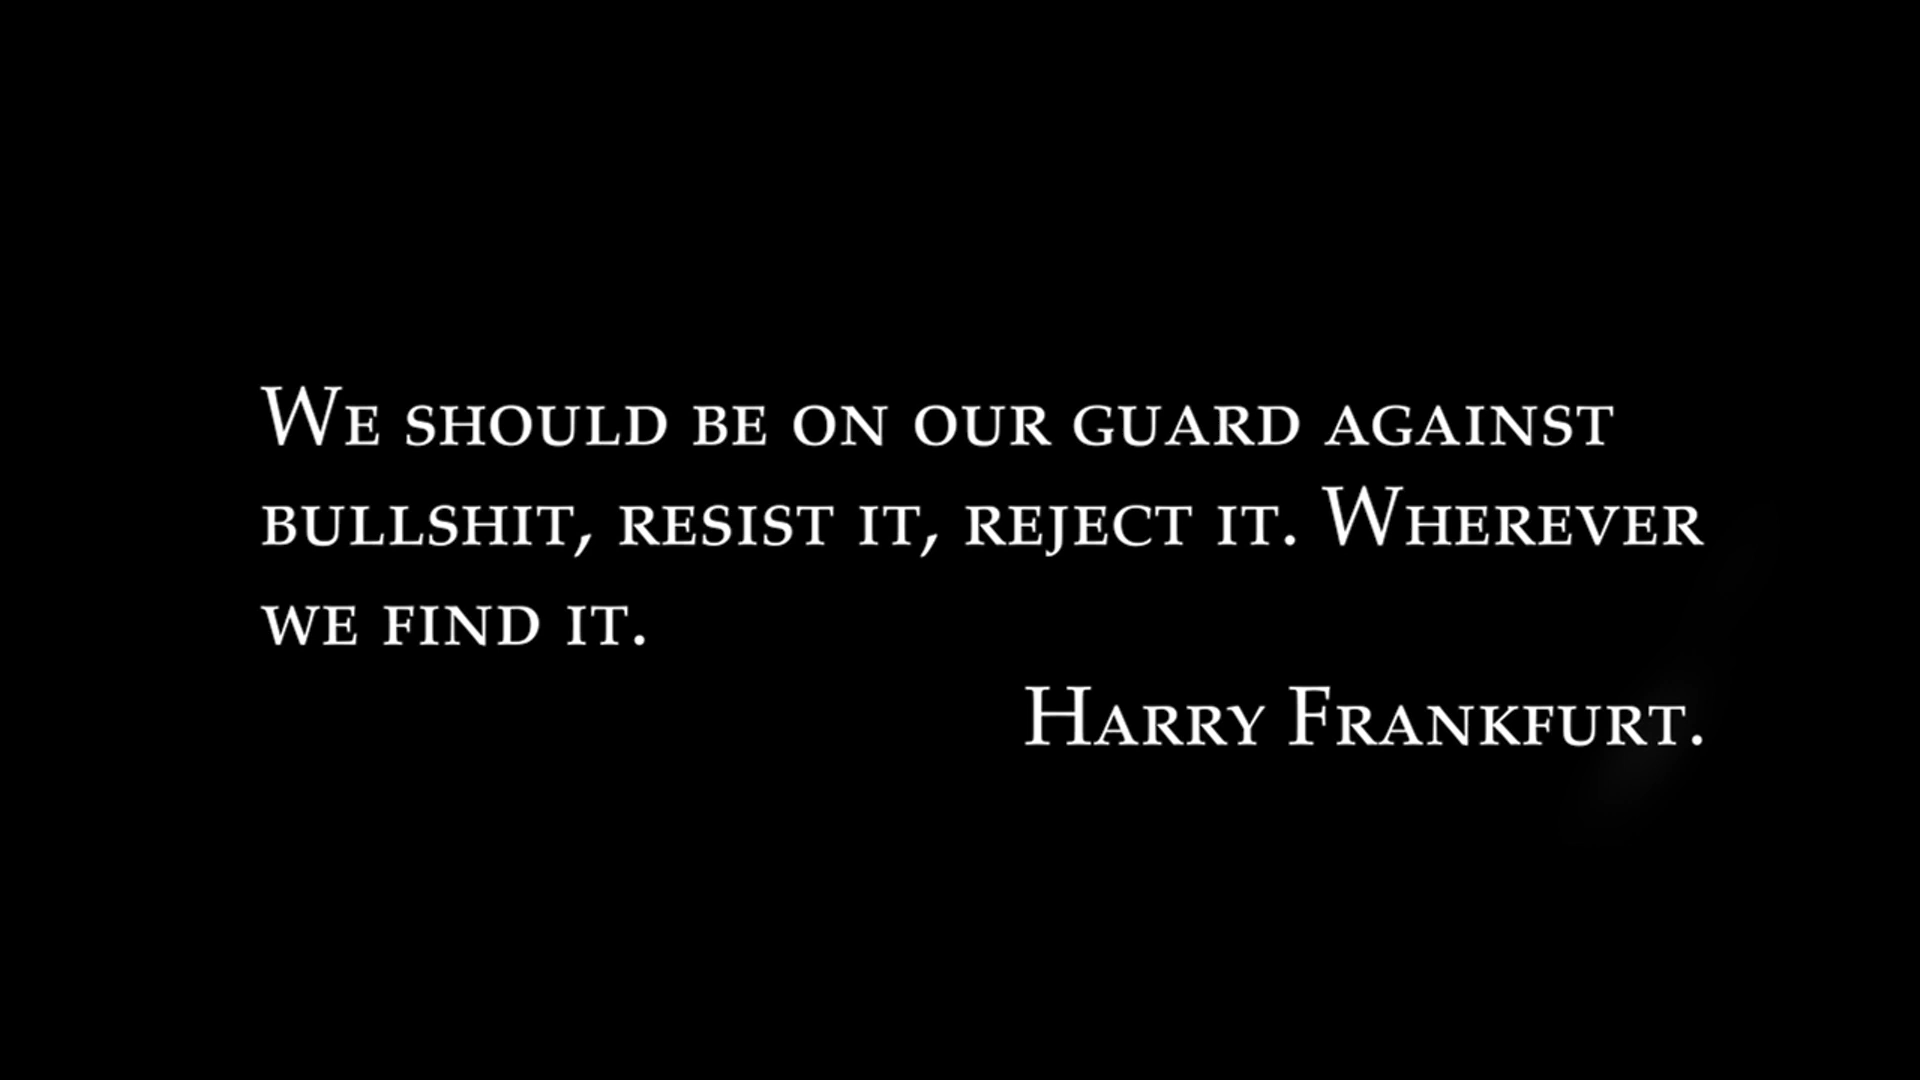 We should be on our guard against
bullshit, resist it, reject it. Wherever
we find it.
Harry Frankfurt.